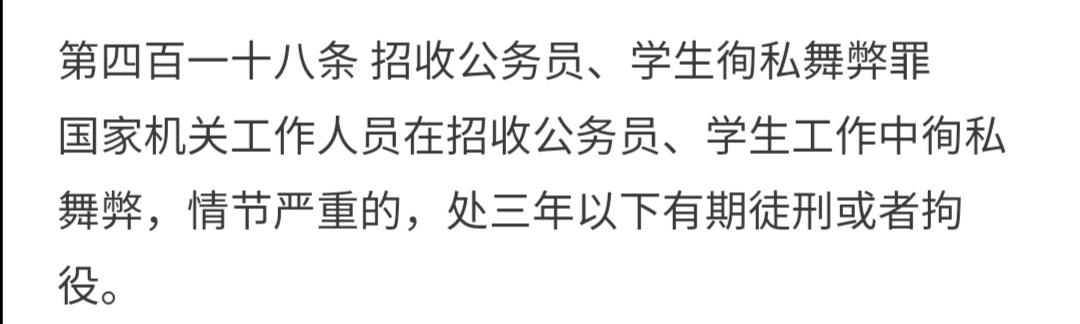 第四百一十八条 招收公务员、学生徇私舞弊罪
国家机关工作人员在招收公务员、学生工作中徇私
舞弊，情节严重的，处三年以下有期徒刑或者拘
役。